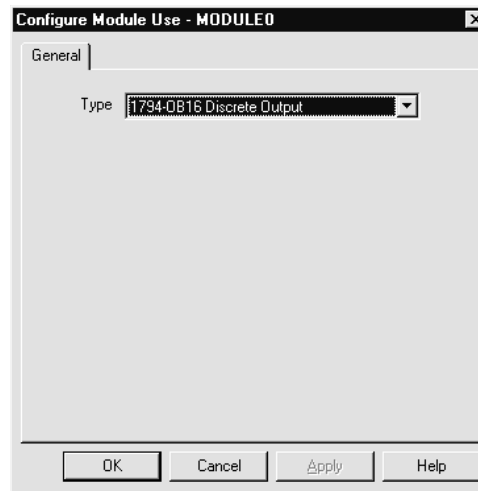 Configure Module Use - MODULE0
General
Type 1794-OB16 Discrete Output
OK Cancel Apply Help